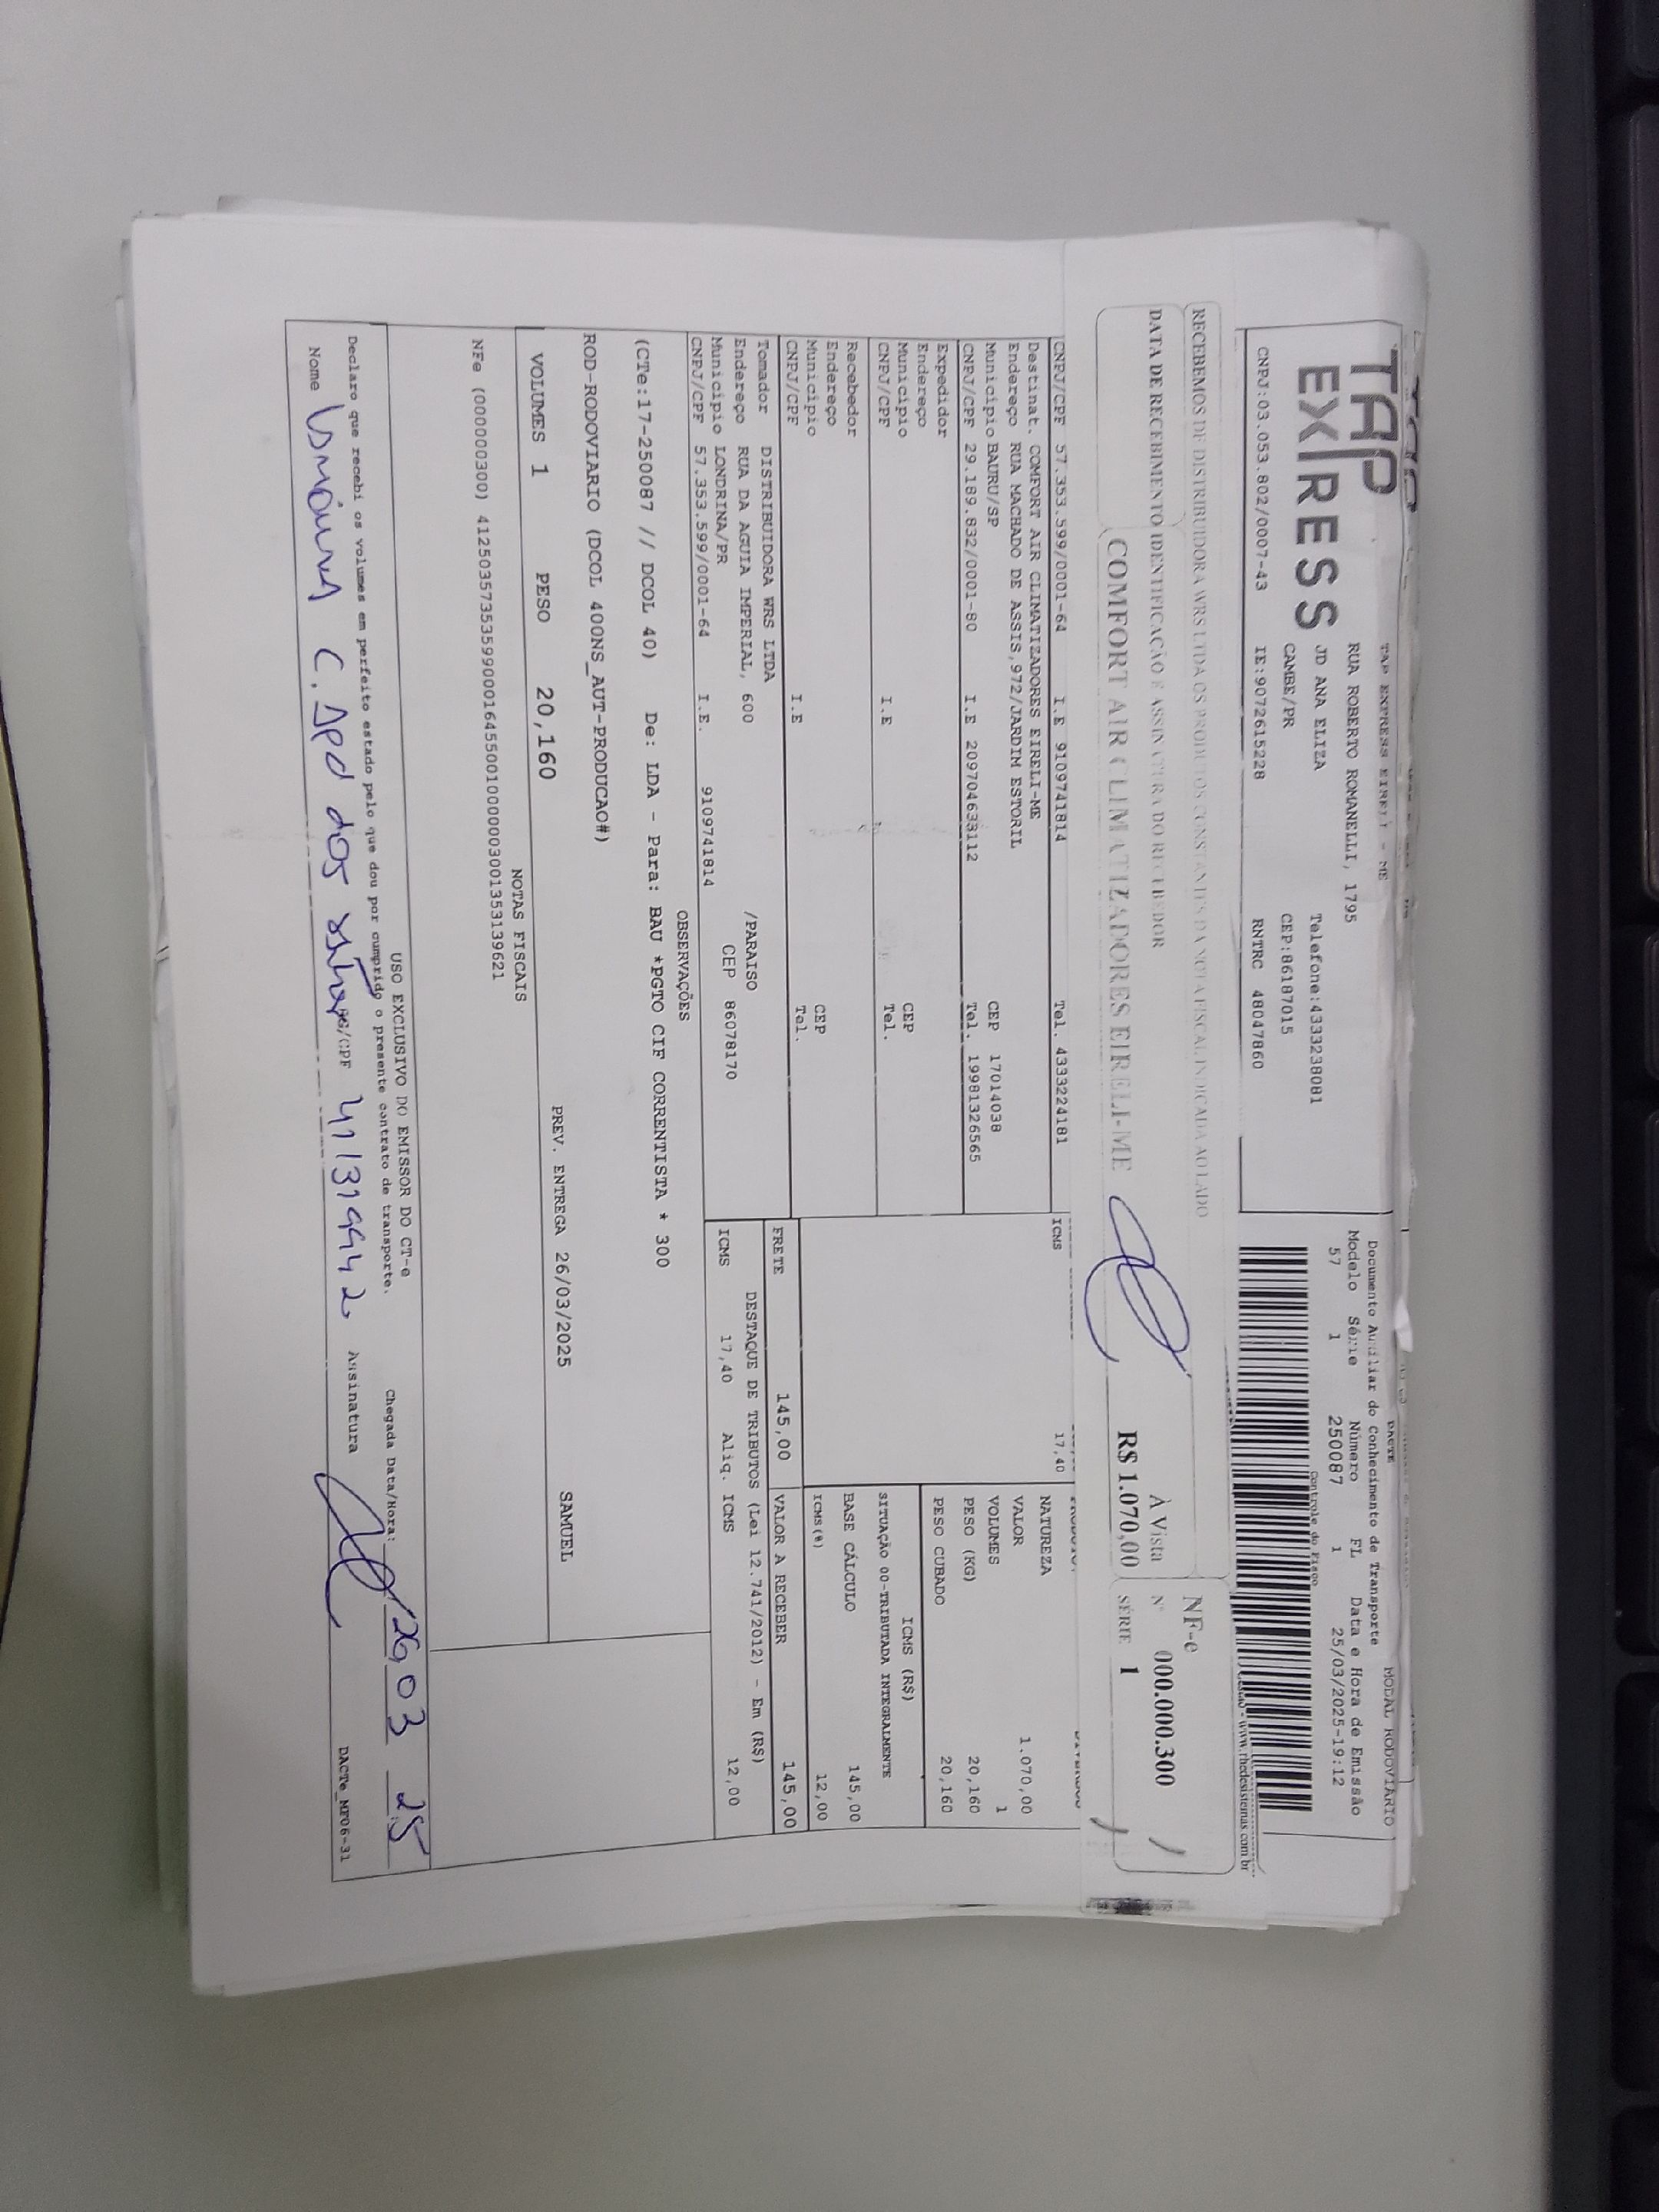 TAP EXPRESS EIRELI - ME
TAP
EXPRESS
RUA ROBERTO ROMANELLI, 1795
JD ANA ELIZA
Telefone:4333238081
CAMBE/PR
CEP:86187015
CNPJ:03.053.802/0007-43 IE:9072615228 RNTRC 48047860
DACTE MODAL RODOVIÁRIO
Documento Auxiliar do Conhecimento de Transporte
Modelo Série Número FL Data e Hora de Emissão
57 1 250087 1 25/03/2025-19:12
Controle do Fisco
www.rhedesistemas.com.br
RECEBEMOS DE DISTRIBUIDORA WRS LTDA OS PRODUTOS CONSTANTES DA NOTA FISCAL INDICADA AO LADO
DATA DE RECEBIMENTO IDENTIFICAÇÃO E ASSINATURA DO RECEBEDOR
COMFORT AIR CLIMATIZADORES EIRELI-ME
À Vista
R$ 1.070,00
NF-e
Nº 000.000.300
SÉRIE 1
CNPJ/CPF 57.353.599/0001-64 I.E 9109741814 Tel. 4333224181
ICMS 17,40
Destinat. COMFORT AIR CLIMATIZADORES EIRELI-ME
Endereço RUA MACHADO DE ASSIS,972/JARDIM ESTORIL
Município BAURU/SP CEP 17014038
CNPJ/CPF 29.189.832/0001-80 I.E 209704633112 Tel. 19981326565
Expedidor
Endereço
Município CEP
CNPJ/CPF I.E Tel.
Recebedor
Endereço
Município CEP
CNPJ/CPF I.E Tel.
Tomador DISTRIBUIDORA WRS LTDA
Endereço RUA DA AGUIA IMPERIAL, 600 /PARAISO
Município LONDRINA/PR CEP 86078170
CNPJ/CPF 57.353.599/0001-64 I.E. 9109741814
NATUREZA DIVERSOS
VALOR 1.070,00
VOLUMES 1
PESO (KG) 20,160
PESO CUBADO 20,160
ICMS (R$)
SITUAÇÃO 00-TRIBUTADA INTEGRALMENTE
BASE CÁLCULO 145,00
ICMS(%) 12,00
FRETE 145,00 VALOR A RECEBER 145,00
DESTAQUE DE TRIBUTOS (Lei 12.741/2012) - Em (R$)
ICMS 17,40 Aliq. ICMS 12,00
OBSERVAÇÕES
(CTe:17-250087 // DCOL 40) De: LDA - Para: BAU *PGTO CIF CORRENTISTA * 300
ROD-RODOVIARIO (DCOL 400NS_AUT-PRODUCAO#)
VOLUMES 1 PESO 20,160 PREV. ENTREGA 26/03/2025 SAMUEL
NOTAS FISCAIS
NFe (000000300) 41250357353599000164550010000003001353139621
USO EXCLUSIVO DO EMISSOR DO CT-e
Declaro que recebi os volumes em perfeito estado pelo que dou por cumprido o presente contrato de transporte.
Chegada Data/Hora: 26 03 25
Nome C. Apd dos RG/CPF 411319942 Assinatura
DACTe_MF06-31